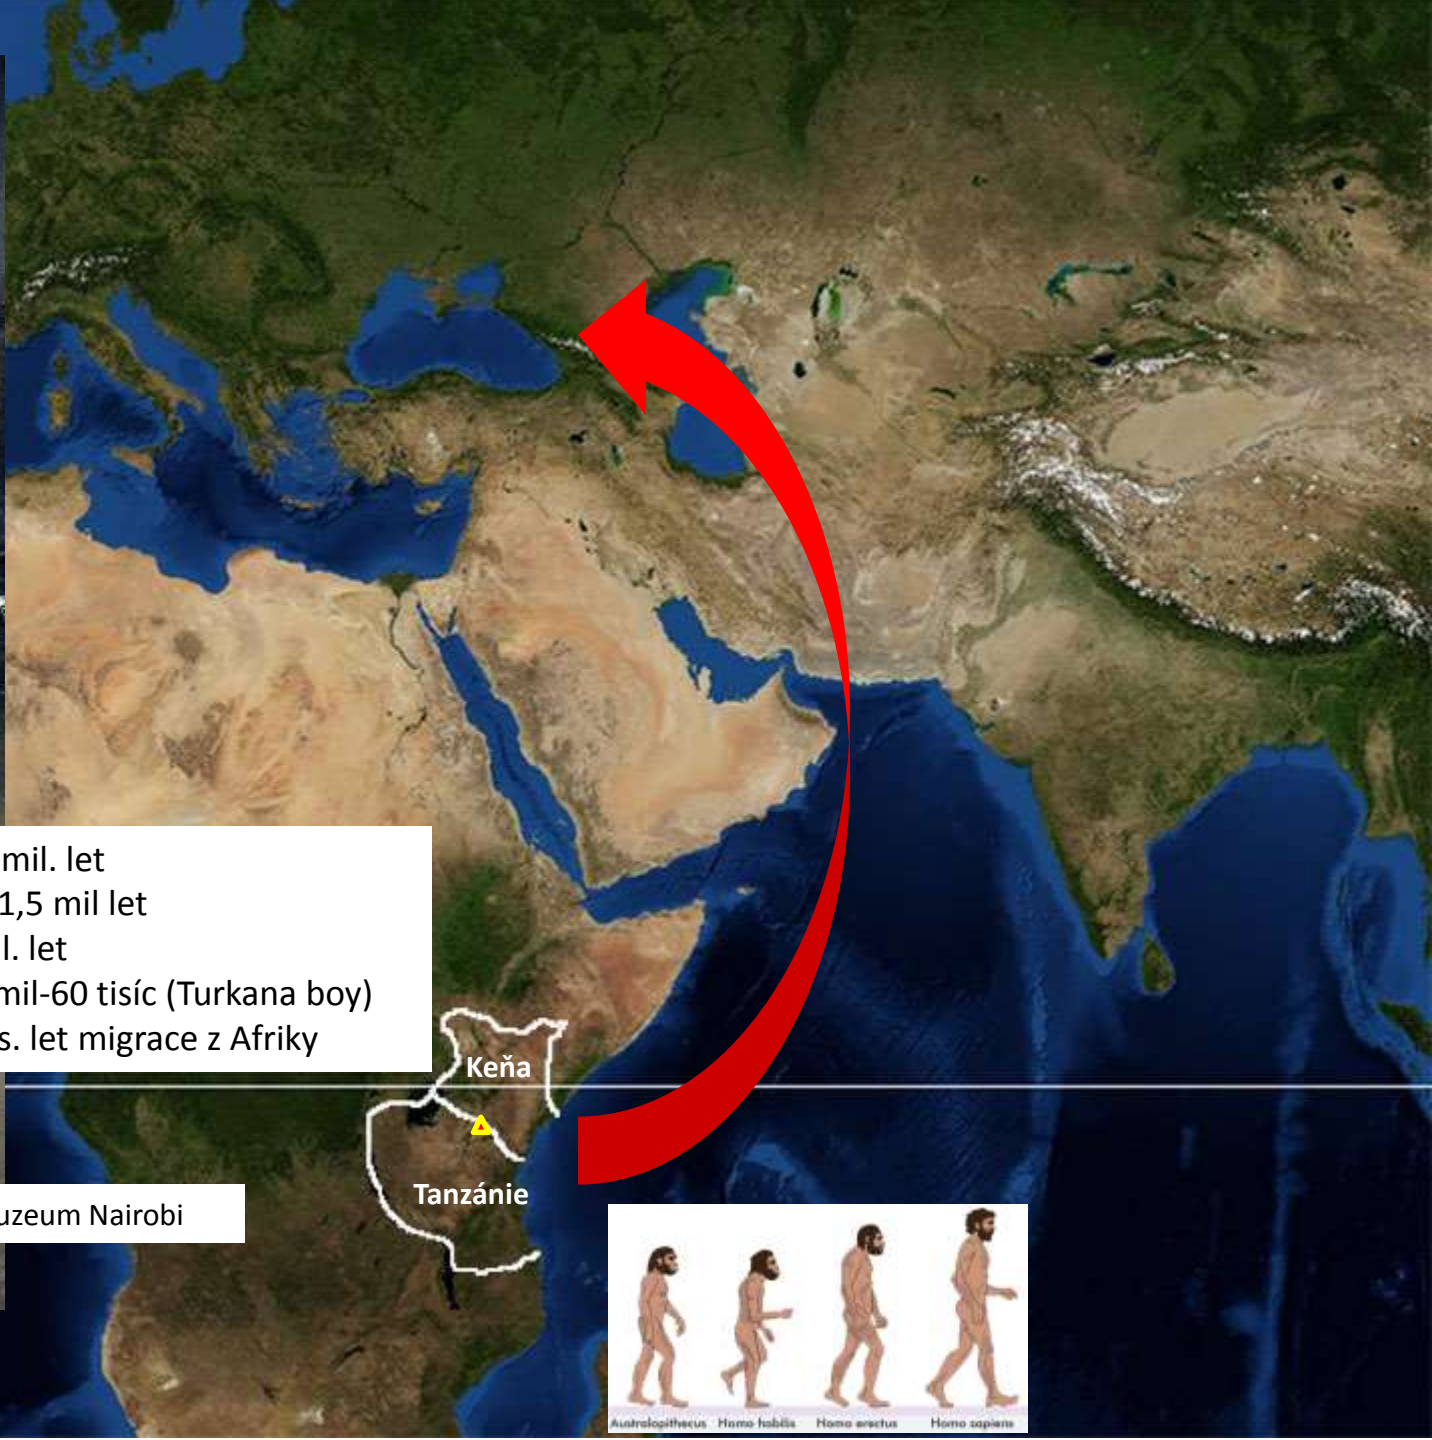 mil. let
1,5 mil let
l. let
mil-60 tisíc (Turkana boy)
s. let migrace z Afriky
Keňa
Tanzánie
uzeum Nairobi
Australopithecus Homo habilis Homo erectus Homo sapiens